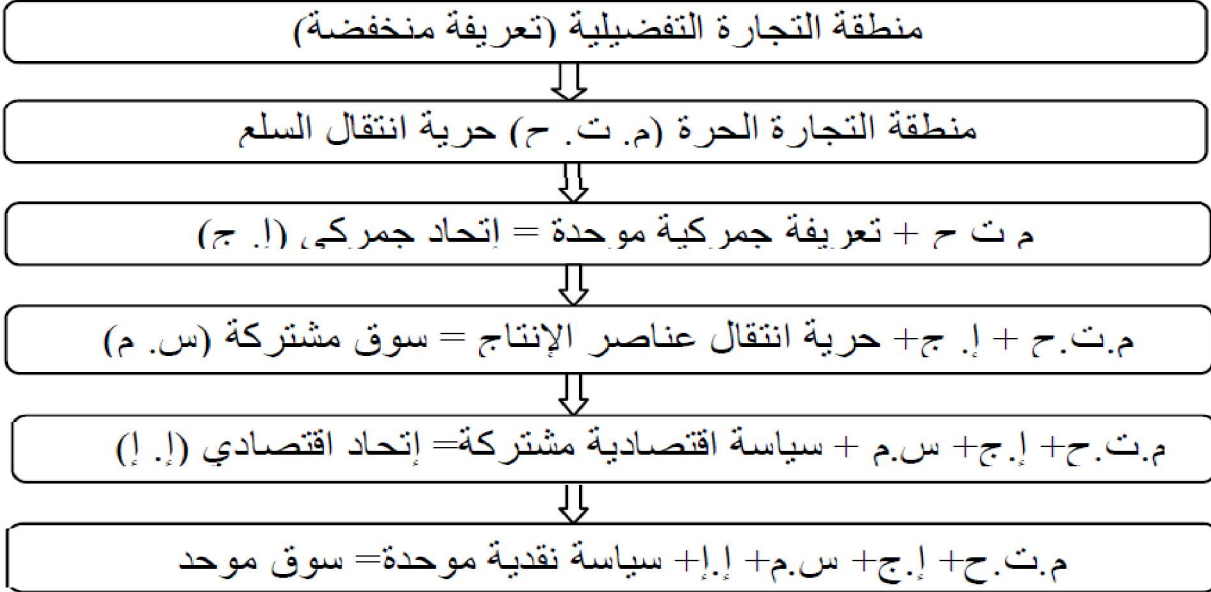 منطقة التجارة التفضيلية (تعريفة منخفضة)
منطقة التجارة الحرة (م. ت. ح) حرية انتقال السلع
م ت ح + تعريفة جمركية موحدة = إتحاد جمركي (إ. ج)
م.ت.ح + إ. ج+ حرية انتقال عناصر الإنتاج = سوق مشتركة (س. م)
م.ت.ح+ إ.ج+ س.م + سياسة اقتصادية مشتركة= إتحاد اقتصادي (إ. إ)
م.ت.ح+ إ.ج+ س.م+ إ.إ+ سياسة نقدية موحدة= سوق موحد